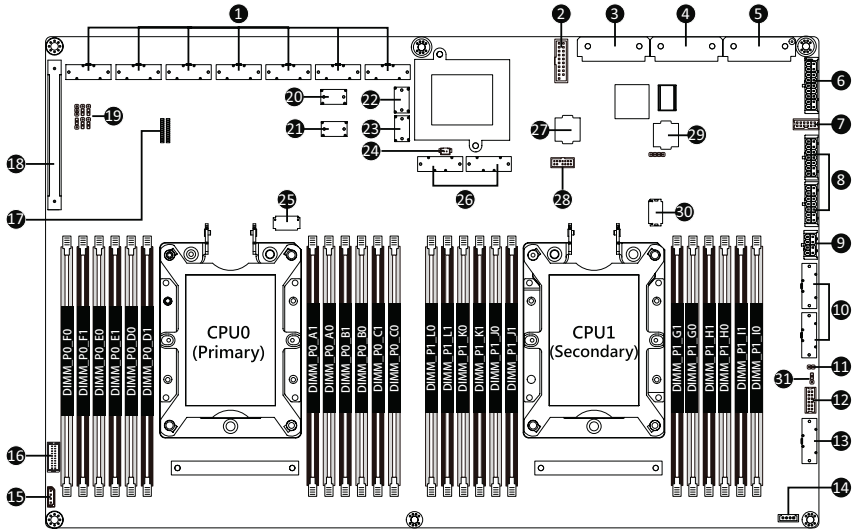 1
2
3
4
5
6
7
8
9
10
11
12
13
14
15
16
17
18
19
20
21
22
23
24
25
26
27
28
29
30
31
CPU0
(Primary)
CPU1
(Secondary)
DIMM_P0_F0
DIMM_P0_F1
DIMM_P0_E0
DIMM_P0_E1
DIMM_P0_D0
DIMM_P0_D1
DIMM_P0_A1
DIMM_P0_A0
DIMM_P0_B1
DIMM_P0_B0
DIMM_P0_C1
DIMM_P0_C0
DIMM_P1_L0
DIMM_P1_L1
DIMM_P1_K0
DIMM_P1_K1
DIMM_P1_J0
DIMM_P1_J1
DIMM_P1_G1
DIMM_P1_G0
DIMM_P1_H1
DIMM_P1_H0
DIMM_P1_I1
DIMM_P1_I0